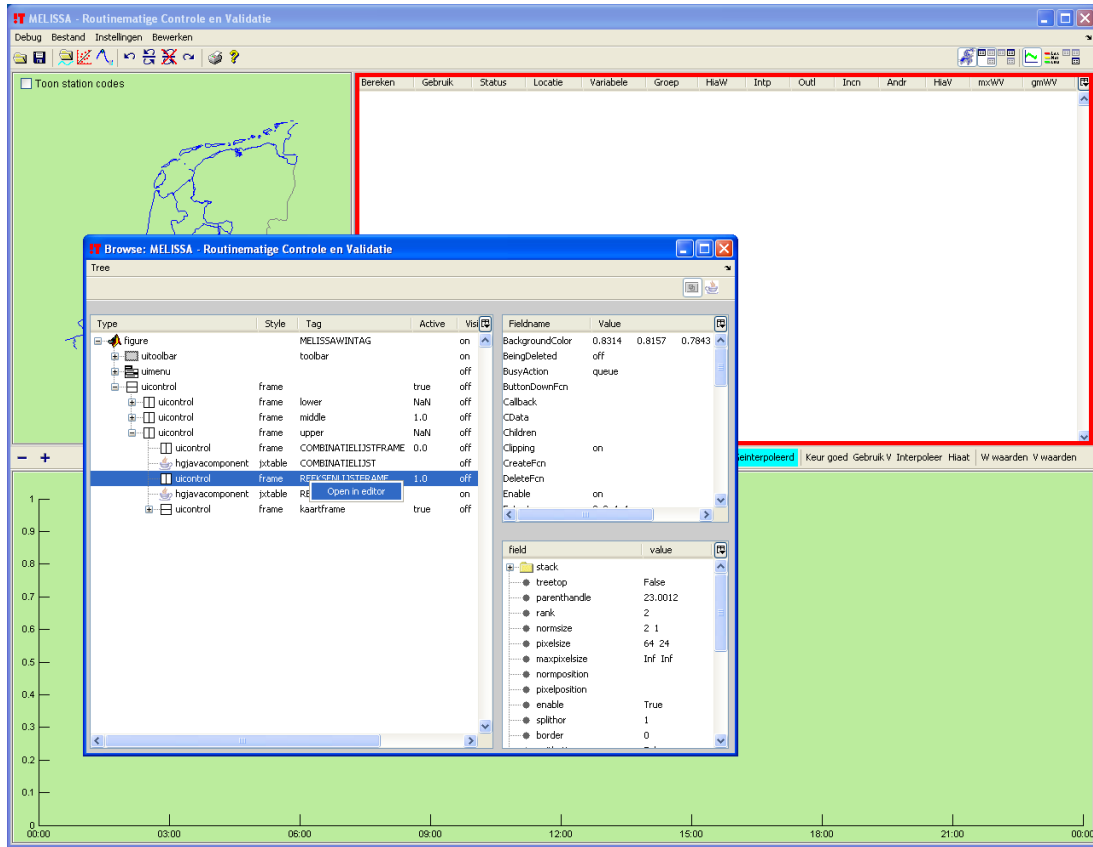 MELISSA - Routinematige Controle en Validatie
Debug Bestand Instellingen Bewerken
Toon station codes
Bereken Gebruik Status Locatie Variabele Groep HiaW Intp Outl Incn Andr HiaV mxWV gmWV
Browse: MELISSA - Routinematige Controle en Validatie
Tree
Type Style Tag Active Visi
figure MELISSAWINTAG on
uitoolbar toolbar on
uimenu off
uicontrol frame true off
uicontrol frame lower NaN off
uicontrol frame middle 1.0 off
uicontrol frame upper NaN off
uicontrol frame COMBINATIELIJSTFRAME 0.0 off
hgjavacomponent jxtable COMBINATIELIJST off
uicontrol frame REEKSENLIJSTFRAME 1.0 off
hgjavacomponent jxtable RE on
Open in editor
uicontrol frame kaartframe true off
Fieldname Value
BackgroundColor 0.8314 0.8157 0.7843
BeingDeleted off
BusyAction queue
ButtonDownFcn
Callback
CData
Children
Clipping on
CreateFcn
DeleteFcn
Enable on
field value
stack
treetop False
parenthandle 23.0012
rank 2
normsize 2 1
pixelsize 64 24
maxpixelsize Inf Inf
normposition
pixelposition
enable True
splithor 1
border 0
- +
einterpoleerd Keur goed Gebruik V Interpoleer Hiaat W waarden V waarden
1
0.9
0.8
0.7
0.6
0.5
0.4
0.3
0.2
0.1
0
00:00 03:00 06:00 09:00 12:00 15:00 18:00 21:00 00:00